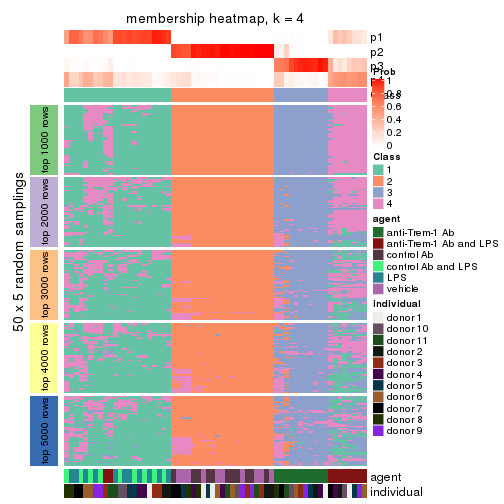 membership heatmap, k = 4
p1
p2
p3
Prob
1
0.8
0.6
0.4
0.2
0
Class
1
2
3
4
agent
anti-Trem-1 Ab
anti-Trem-1 Ab and LPS
control Ab
control Ab and LPS
LPS
vehicle
Individual
donor 1
donor 10
donor 11
donor 2
donor 3
donor 4
donor 5
donor 6
donor 7
donor 8
donor 9
50 x 5 random samplings
top 1000 rows
top 2000 rows
top 3000 rows
top 4000 rows
top 5000 rows
agent
individual